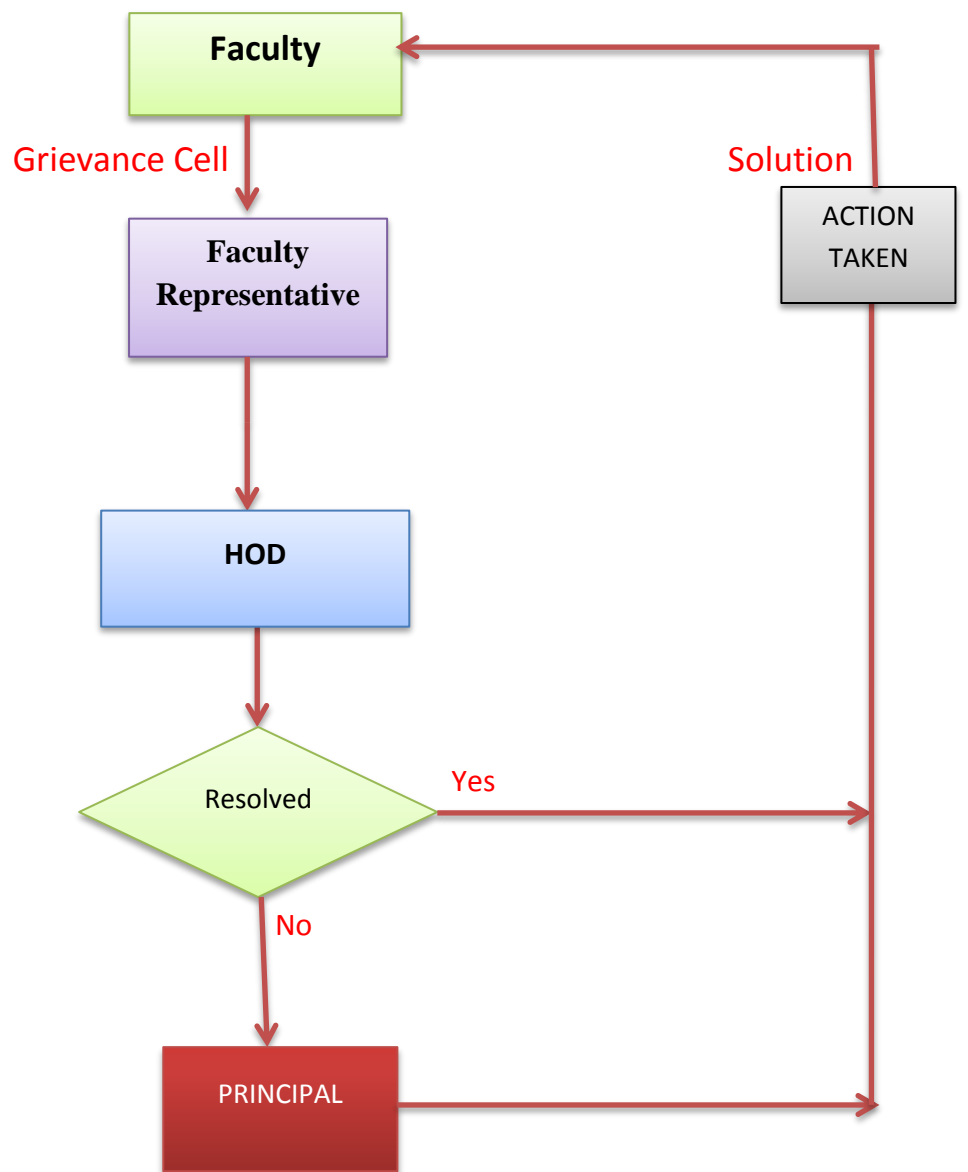 Faculty
Grievance Cell
Solution
ACTION
TAKEN
Faculty
Representative
HOD
Resolved
Yes
No
PRINCIPAL